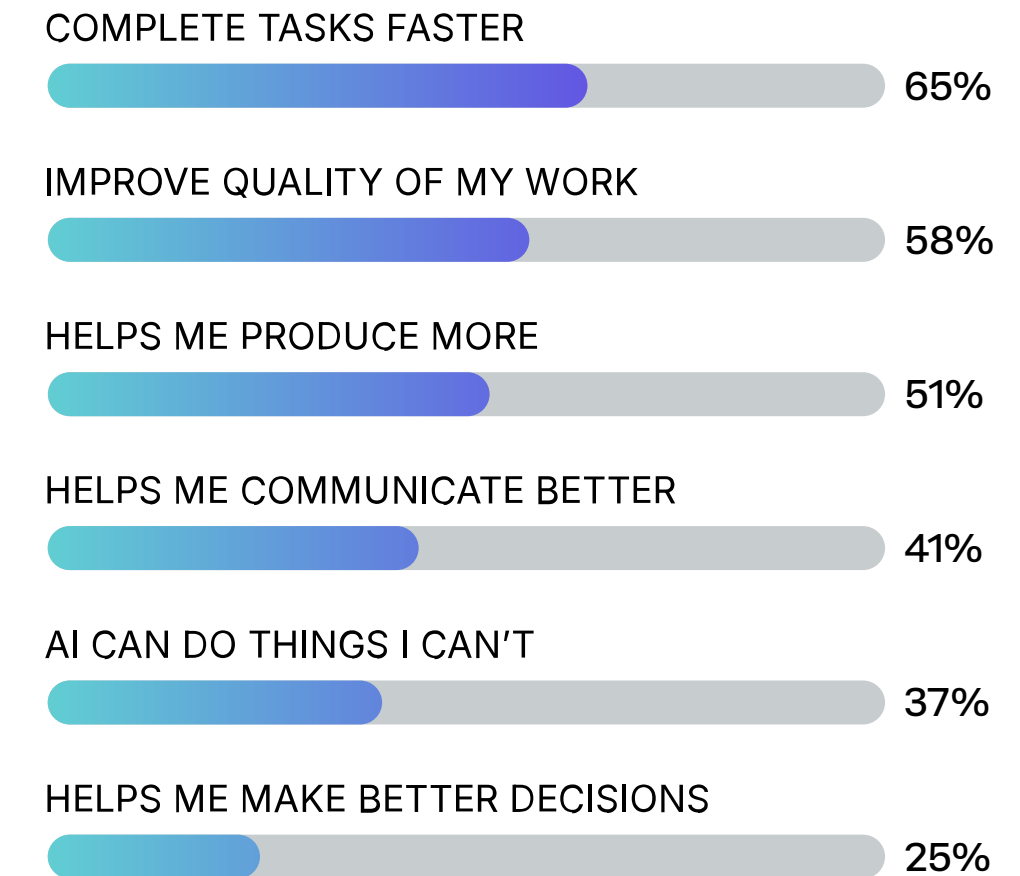 COMPLETE TASKS FASTER
65%
IMPROVE QUALITY OF MY WORK
58%
HELPS ME PRODUCE MORE
51%
HELPS ME COMMUNICATE BETTER
41%
AI CAN DO THINGS I CAN’T
37%
HELPS ME MAKE BETTER DECISIONS
25%